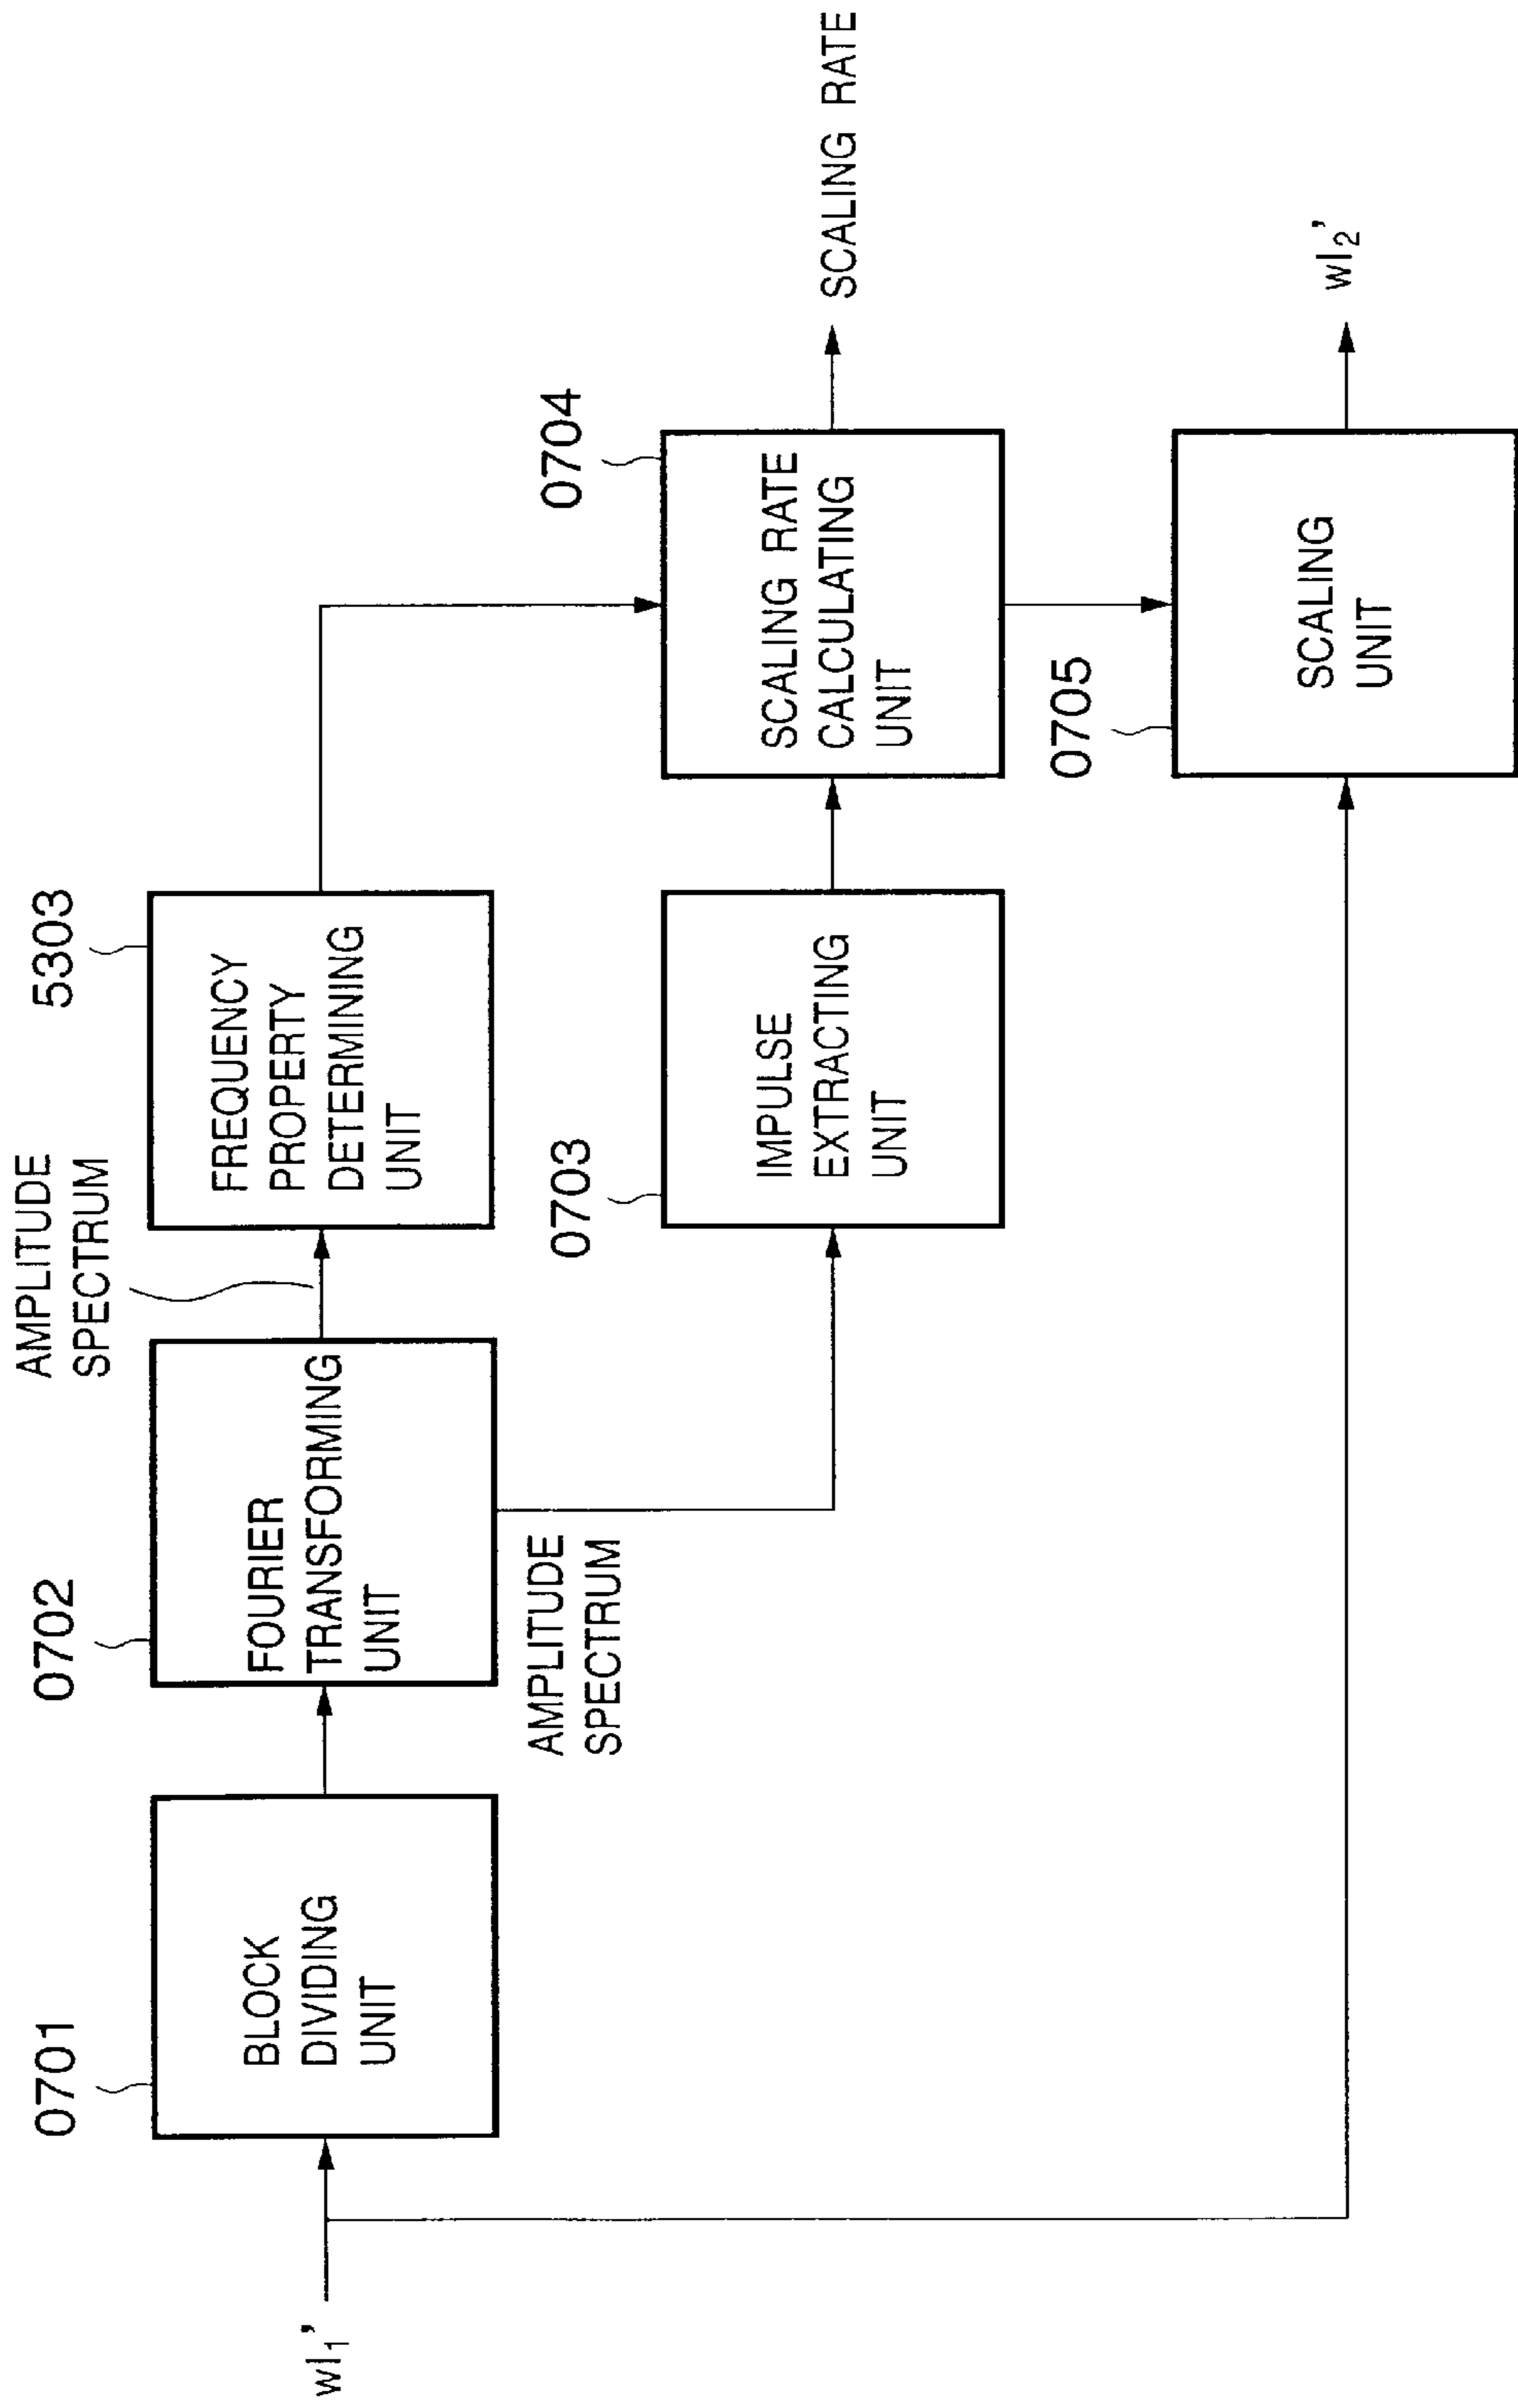 0701
BLOCK
DIVIDING
UNIT
0702
FOURIER
TRANSFORMING
UNIT
AMPLITUDE
SPECTRUM
5303
FREQUENCY
PROPERTY
DETERMINING
UNIT
AMPLITUDE
SPECTRUM
0703
IMPULSE
EXTRACTING
UNIT
0704
SCALING RATE
CALCULATING
UNIT
SCALING RATE
0705
SCALING
UNIT
wI₁'
wI₂'